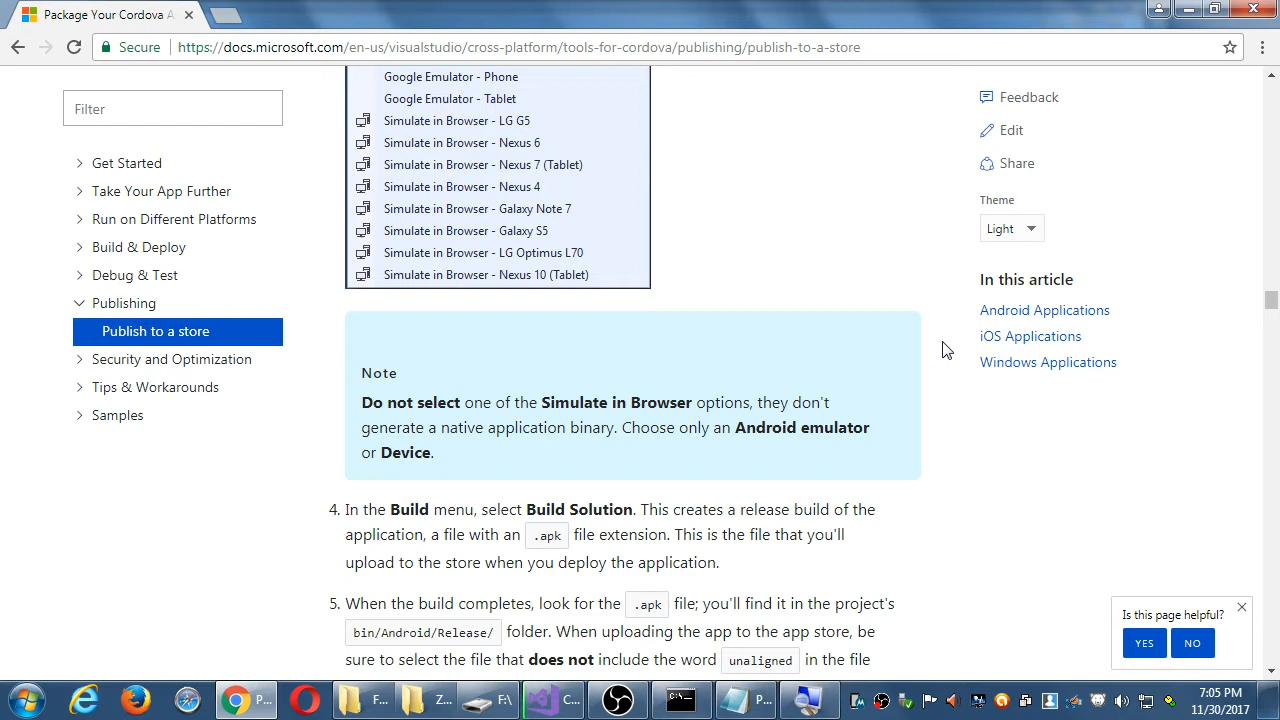 Package Your Cordova A
Secure
https://docs.microsoft.com/en-us/visualstudio/cross-platform/tools-for-cordova/publishing/publish-to-a-store
Filter
Get Started
Take Your App Further
Run on Different Platforms
Build & Deploy
Debug & Test
Publishing
Publish to a store
Security and Optimization
Tips & Workarounds
Samples
Google Emulator - Phone
Google Emulator - Tablet
Simulate in Browser - LG G5
Simulate in Browser - Nexus 6
Simulate in Browser - Nexus 7 (Tablet)
Simulate in Browser - Nexus 4
Simulate in Browser - Galaxy Note 7
Simulate in Browser - Galaxy S5
Simulate in Browser - LG Optimus L70
Simulate in Browser - Nexus 10 (Tablet)
Note
Do not select one of the Simulate in Browser options, they don't
generate a native application binary. Choose only an Android emulator
or Device.
4. In the Build menu, select Build Solution. This creates a release build of the
application, a file with an .apk file extension. This is the file that you'll
upload to the store when you deploy the application.
5. When the build completes, look for the .apk file; you'll find it in the project's
bin/Android/Release/ folder. When uploading the app to the app store, be
sure to select the file that does not include the word unaligned in the file
Feedback
Edit
Share
Theme
Light
In this article
Android Applications
iOS Applications
Windows Applications
Is this page helpful?
YES
NO
P...
F...
Z...
F:\
C...
C:\
P...
7:05 PM
11/30/2017